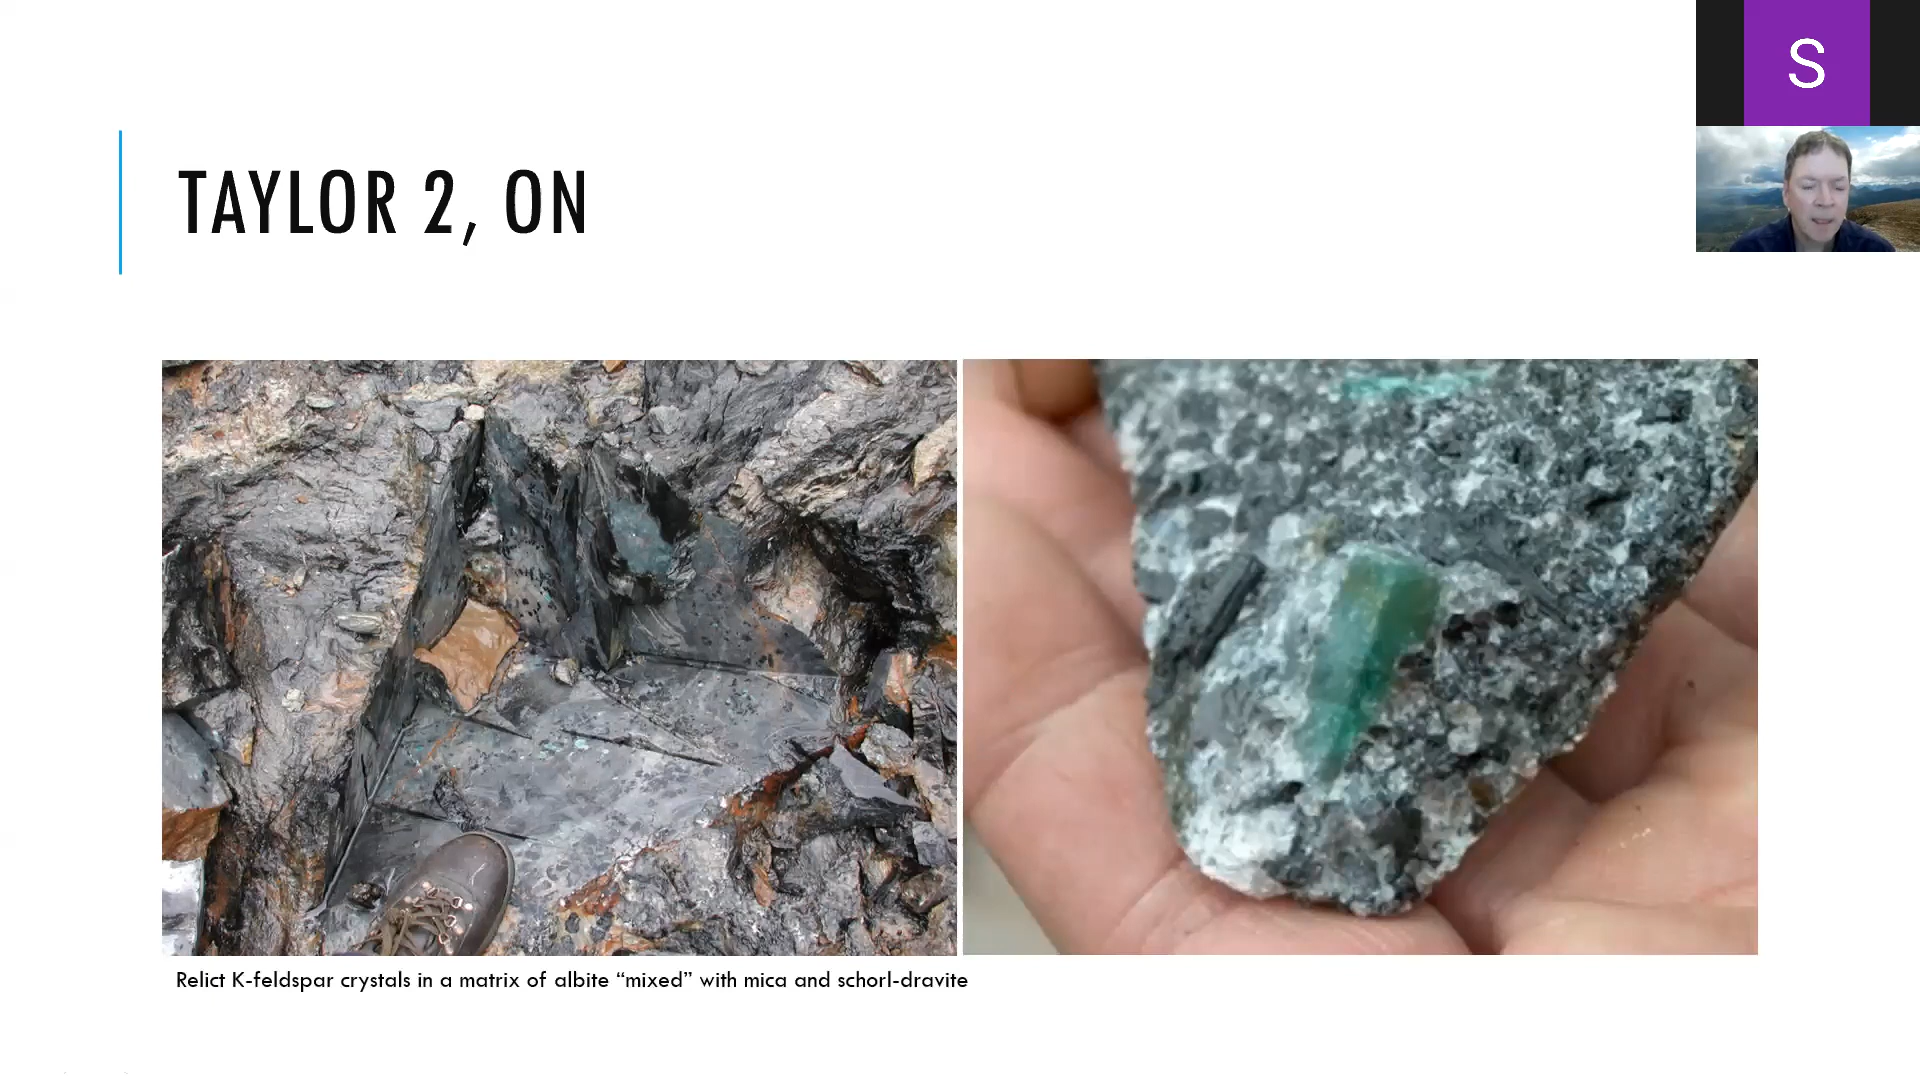 S
TAYLOR 2, ON
Relict K-feldspar crystals in a matrix of albite “mixed” with mica and schorl-dravite